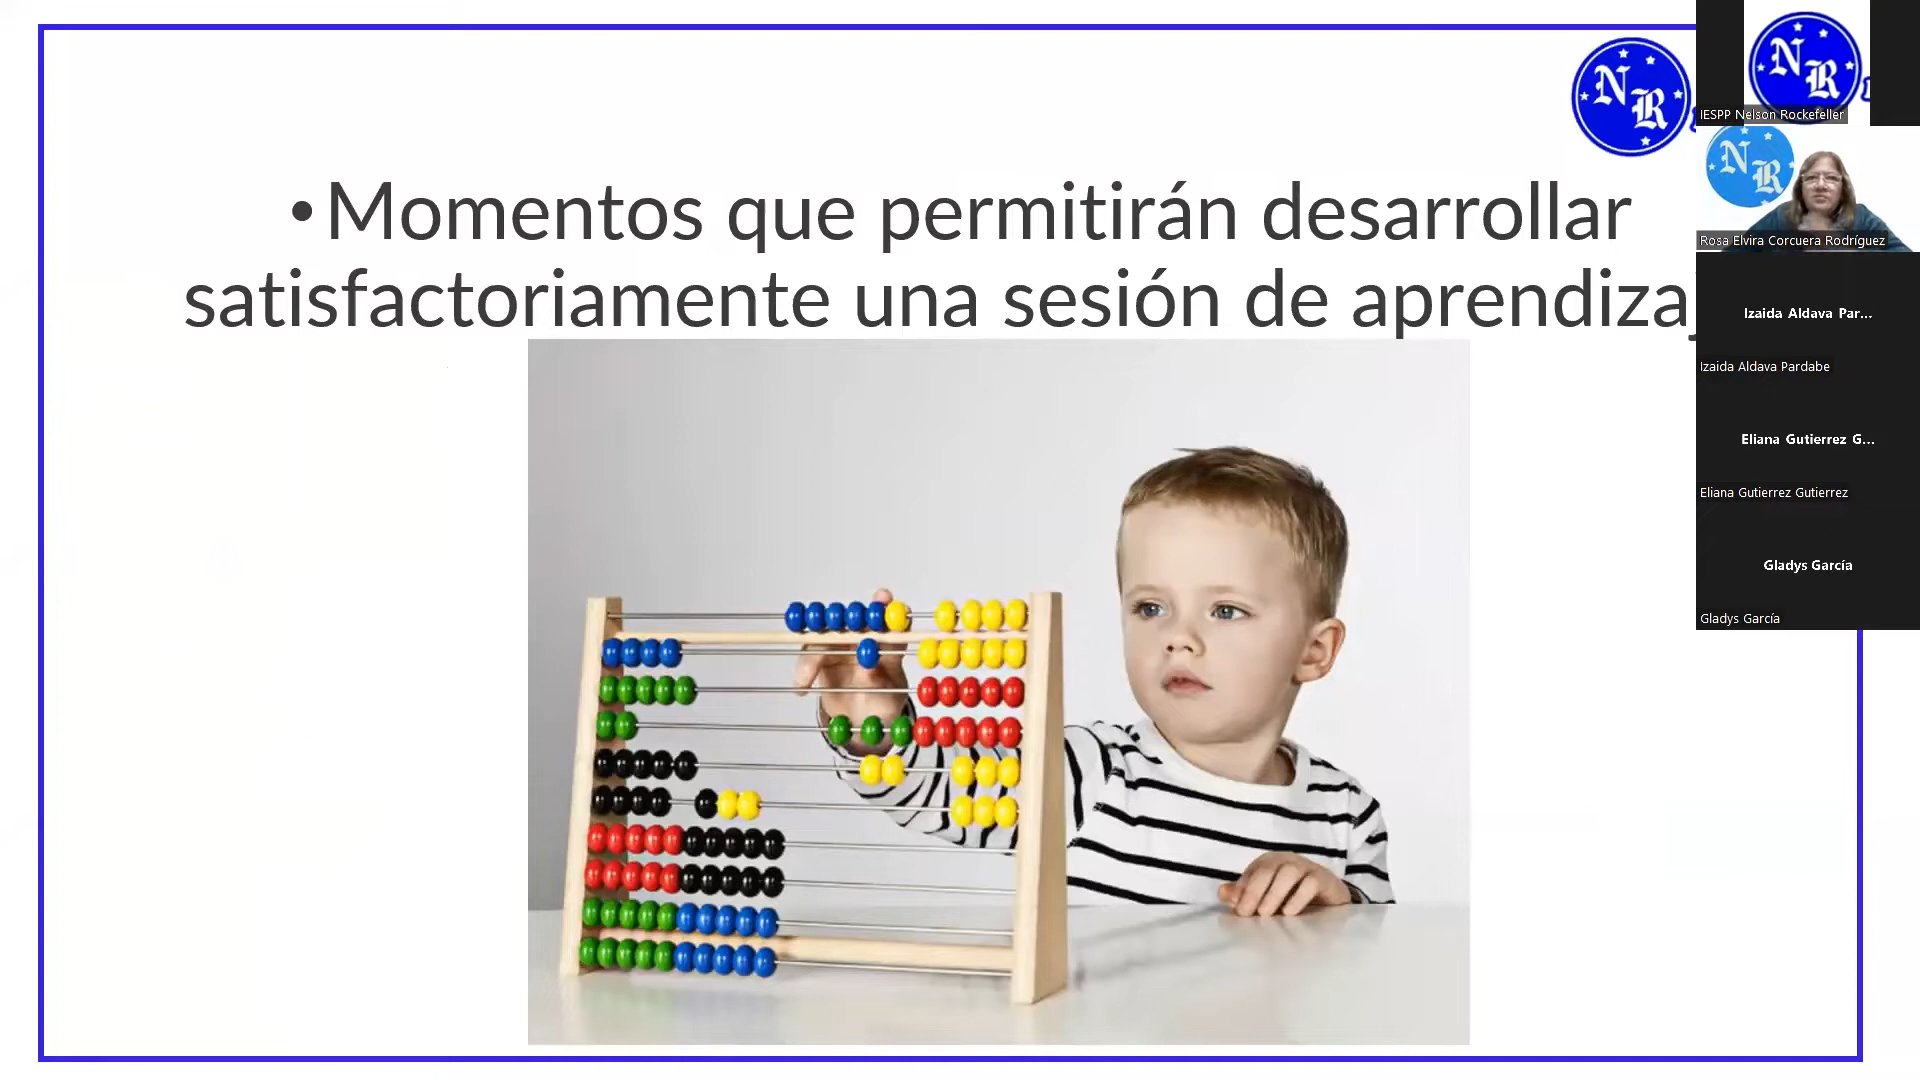 N R
N R
IESPP Nelson Rockefeller
N R
Rosa Elvira Corcuera Rodríguez
• Momentos que permitirán desarrollar
satisfactoriamente una sesión de aprendizaj
Izaida Aldava Par...
Izaida Aldava Pardabe
Eliana Gutierrez G...
Eliana Gutierrez Gutierrez
Gladys García
Gladys García